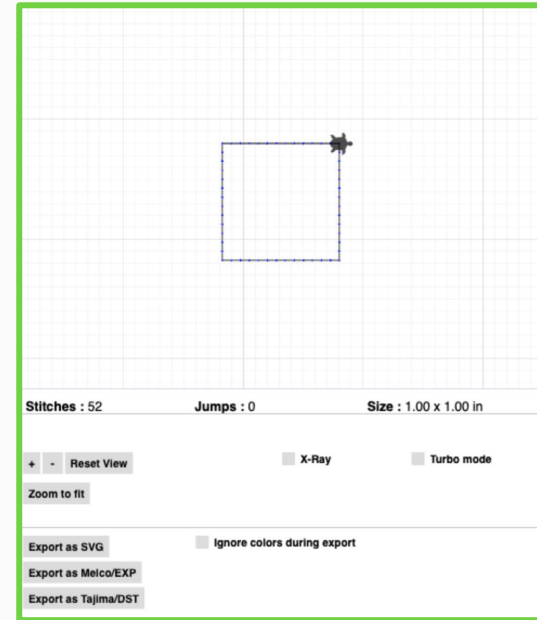 Stitches : 52 Jumps : 0 Size : 1.00 x 1.00 in
+ - Reset View X-Ray Turbo mode
Zoom to fit
Export as SVG Ignore colors during export
Export as Melco/EXP
Export as Tajima/DST